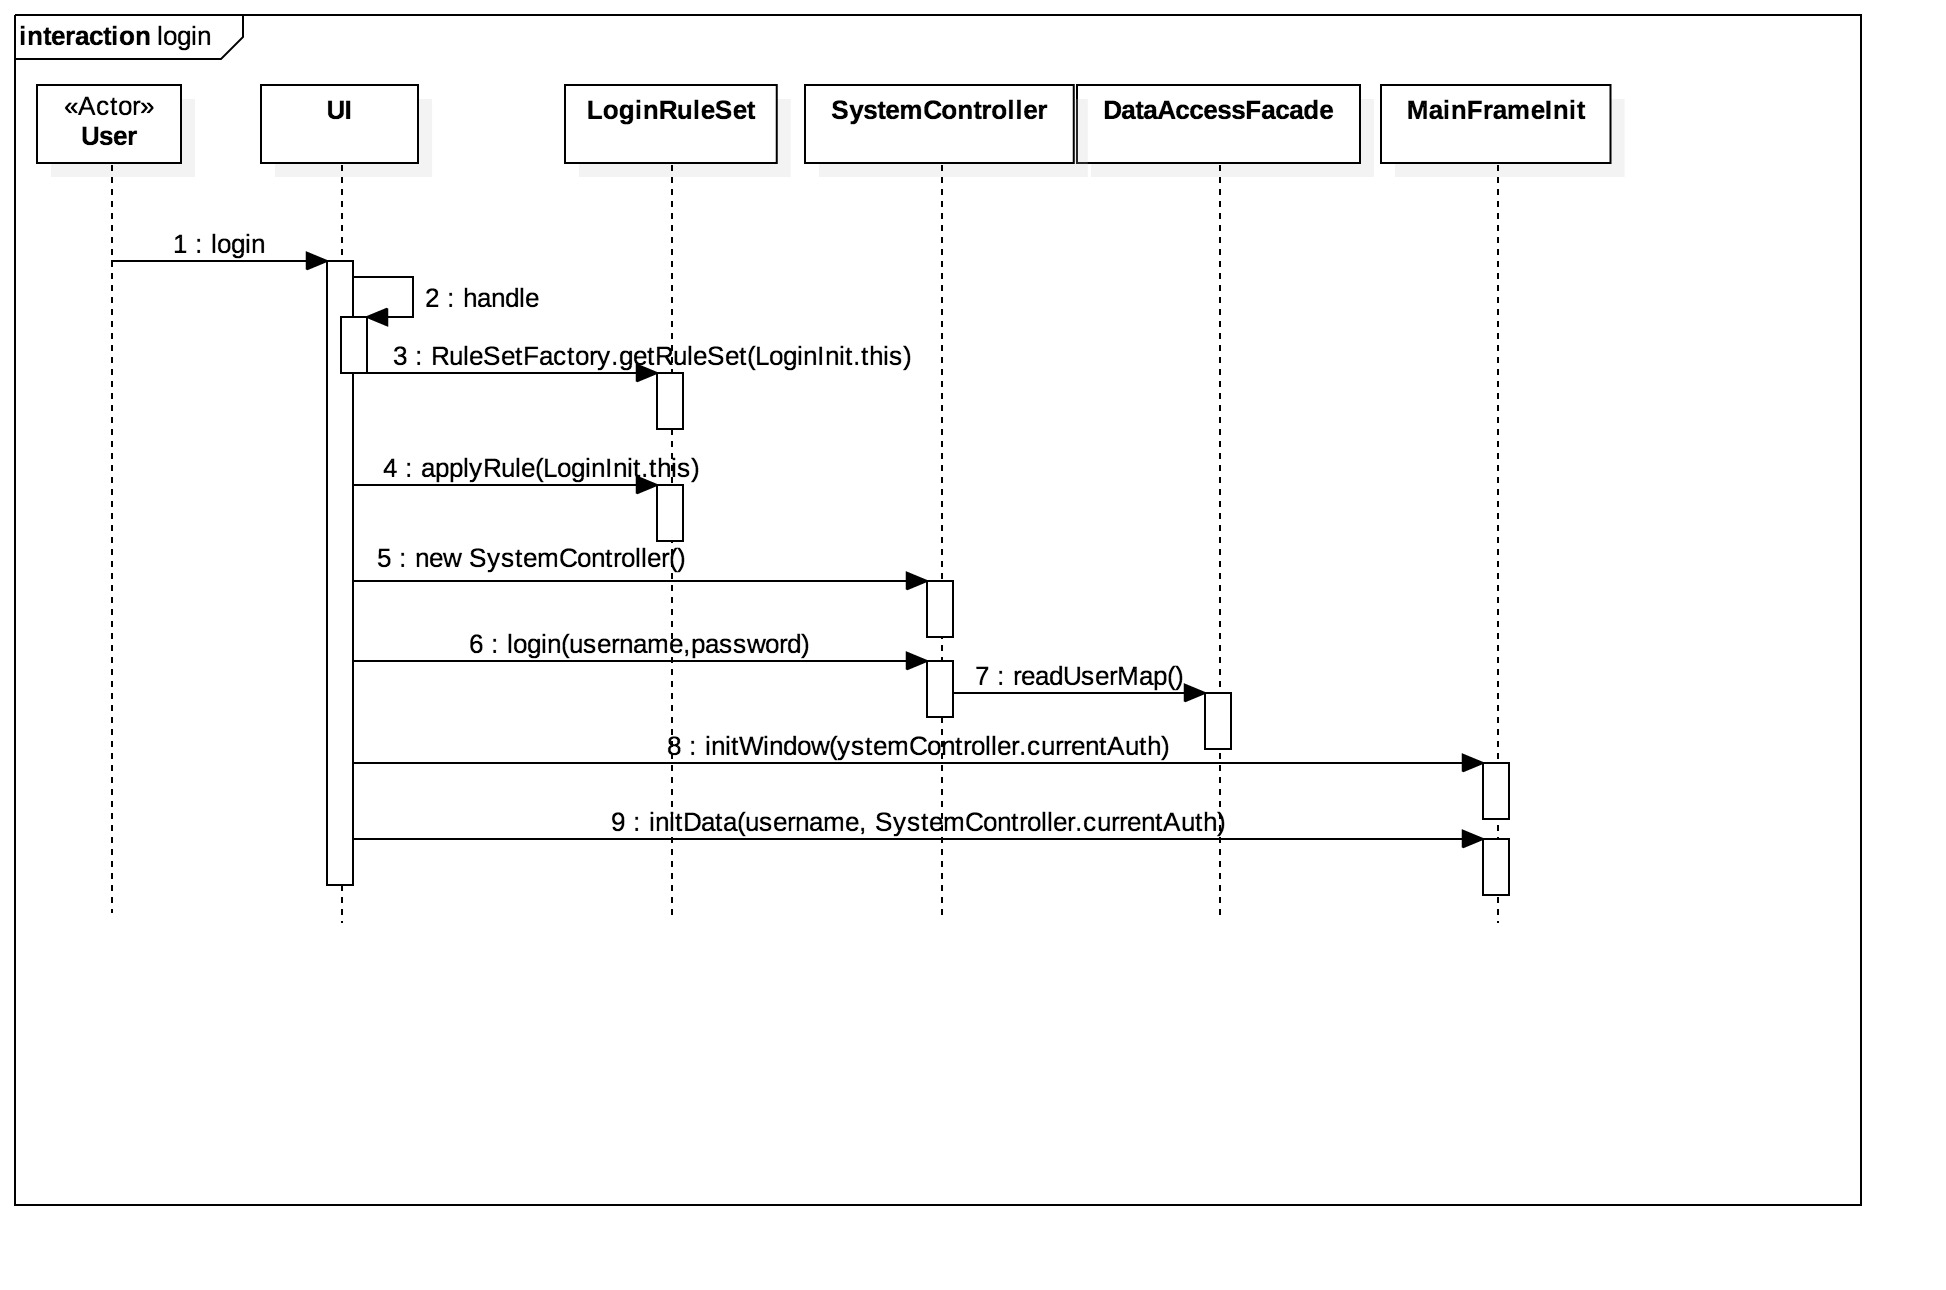 interaction login
«Actor»
User
UI
LoginRuleSet
SystemController
DataAccessFacade
MainFrameInit
1 : login
2 : handle
3 : RuleSetFactory.getRuleSet(LoginInit.this)
4 : applyRule(LoginInit.this)
5 : new SystemController()
6 : login(username,password)
7 : readUserMap()
8 : initWindow(ystemController.currentAuth)
9 : initData(username, SystemController.currentAuth)